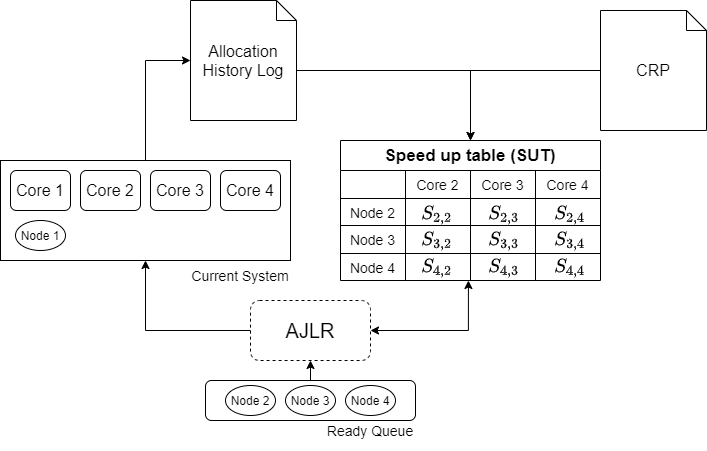 Allocation
History Log
CRP
Speed up table (SUT)
Core 2 Core 3 Core 4
Node 2 S2,2 S2,3 S2,4
Node 3 S3,2 S3,3 S3,4
Node 4 S4,2 S4,3 S4,4
Core 1 Core 2 Core 3 Core 4
Node 1
Current System
AJLR
Node 2 Node 3 Node 4
Ready Queue